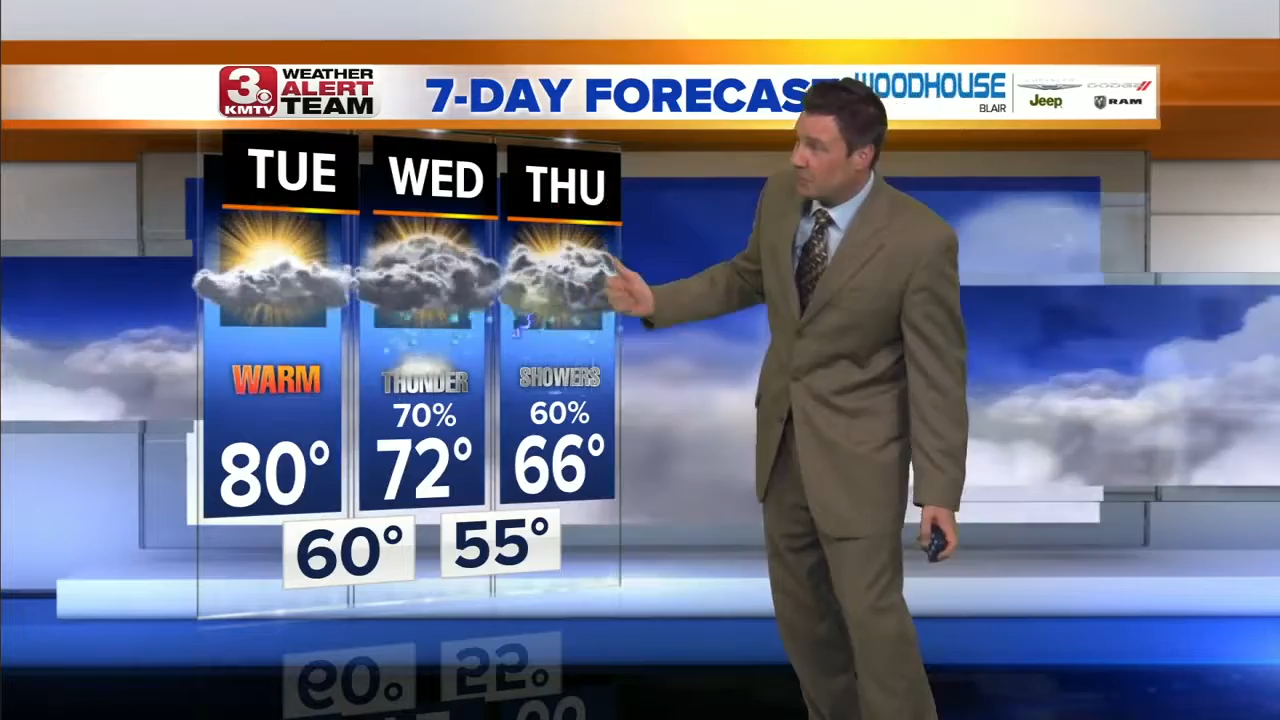 3
KMTV
WEATHER
ALERT
TEAM
7-DAY FORECAS
WOODHOUSE
BLAIR
Jeep
DODGE
RAM
TUE
WED
THU
WARM
THUNDER
SHOWERS
70%
60%
80°
72°
66°
60°
55°